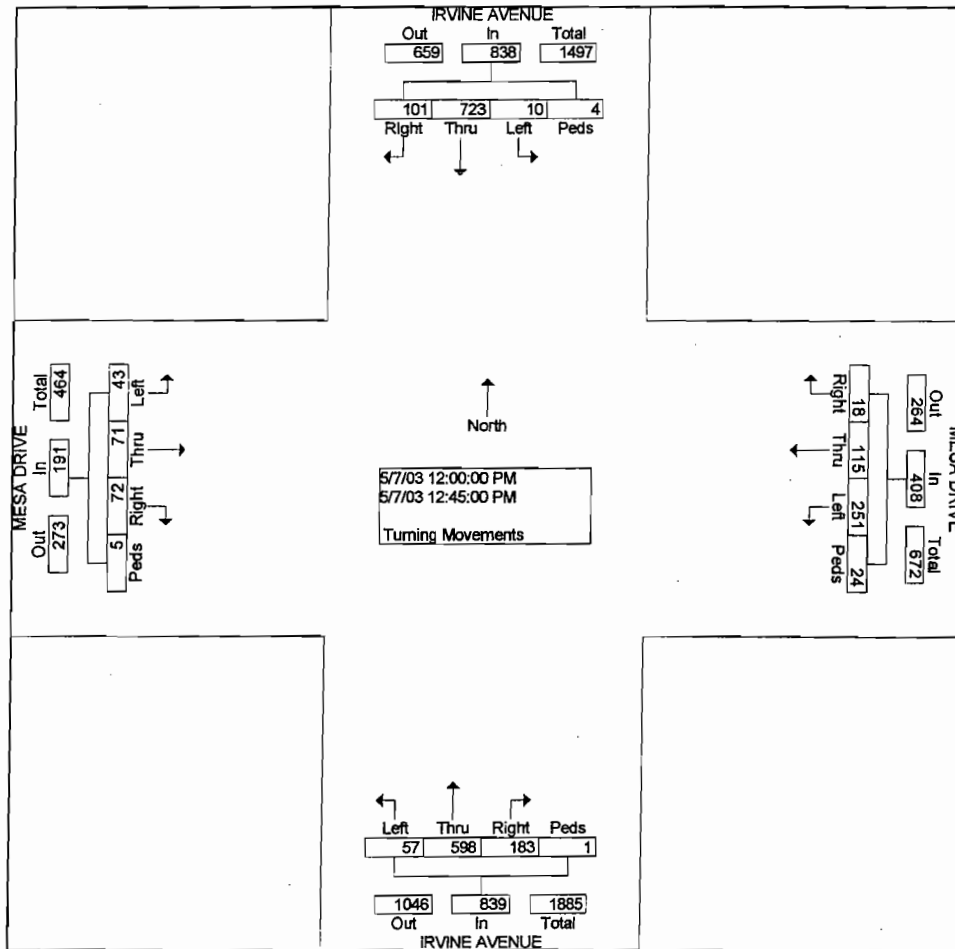 IRVINE AVENUE
Out In Total
659 838 1497
101 723 10 4
Right Thru Left Peds
MESA DRIVE
Total In Out
464 191 273
43 71 72 5
Left Thru Right Peds
North
5/7/03 12:00:00 PM
5/7/03 12:45:00 PM
Turning Movements
Right Thru Left Peds
18 115 251 24
Out In Total
264 408 672
MESA DRIVE
Left Thru Right Peds
57 598 183 1
1046 839 1885
Out In Total
IRVINE AVENUE